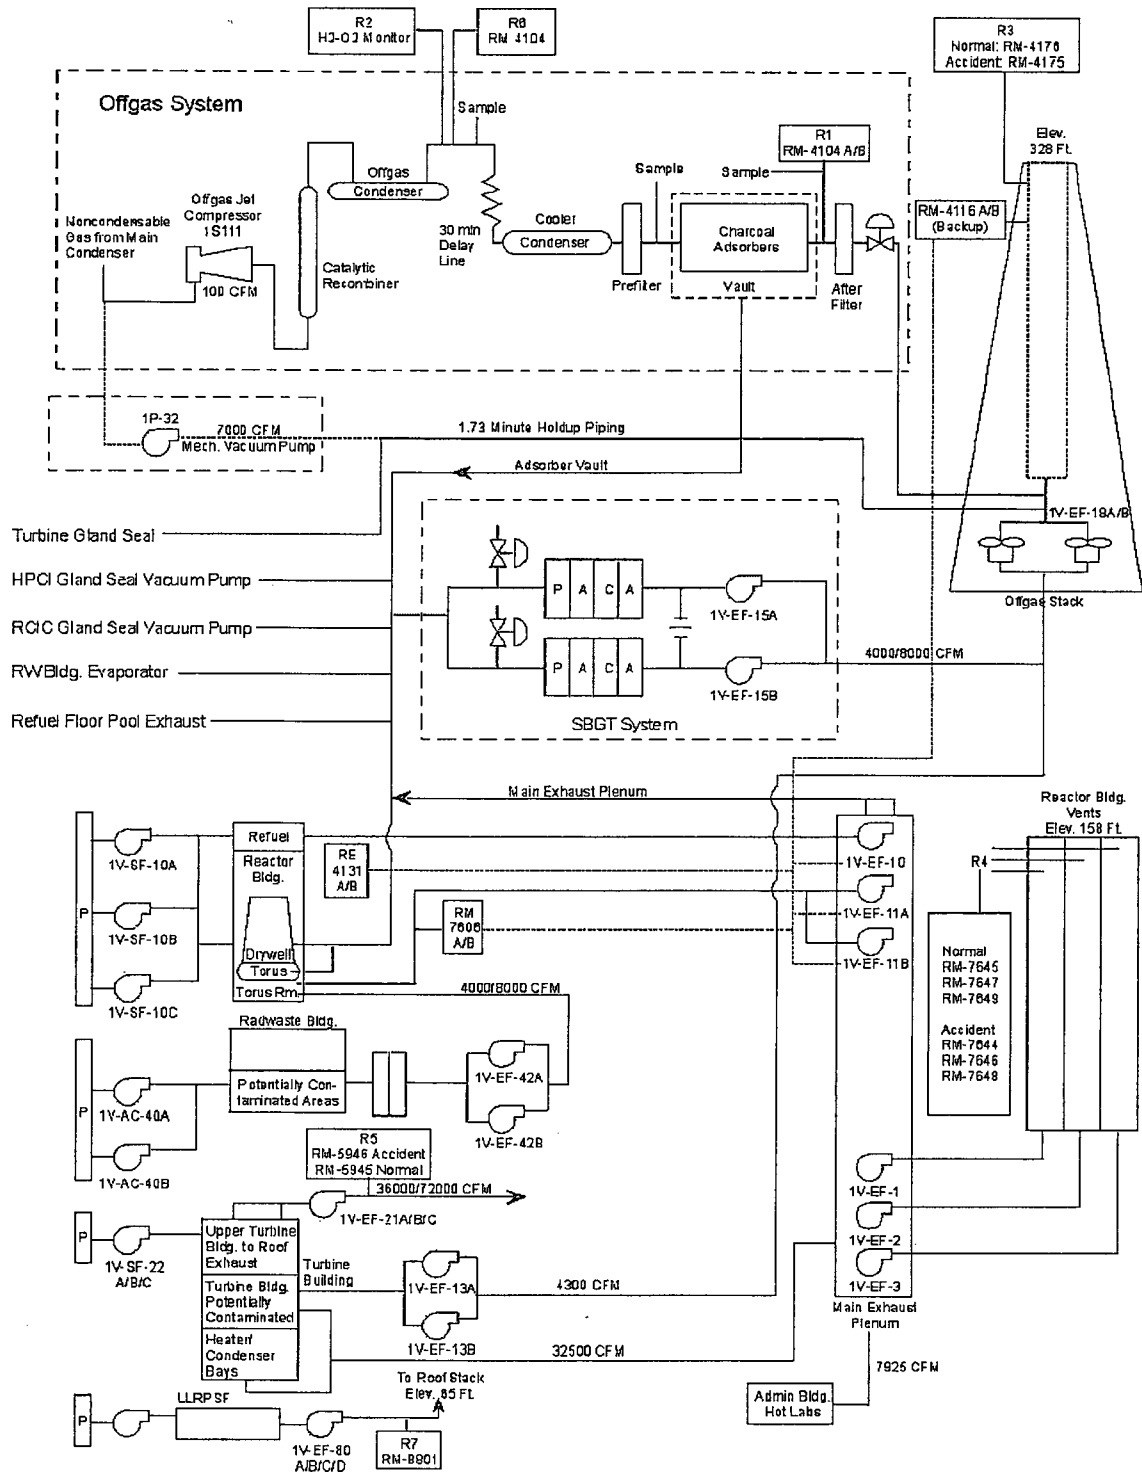 R2
H2-O2 Monitor
R6
RM-4104
R3
Normal: RM-4176
Accident: RM-4175
Offgas System
Sample
R1
RM-4104 A/B
Elev.
328 Ft.
Offgas
Condenser
Sample
Sample
RM-4116 A/B
(Backup)
Noncondensable
Gas from Main
Condenser
Offgas Jet
Compressor
1S111
100 CFM
Catalytic
Recombiner
30 min
Delay
Line
Cooler
Condenser
Charcoal
Adsorbers
Prefilter
Vault
After
Filter
1P-32
7000 CFM
Mech. Vacuum Pump
1.73 Minute Holdup Piping
Adsorber Vault
1V-EF-18A/B
Turbine Gland Seal
HPCI Gland Seal Vacuum Pump
RCIC Gland Seal Vacuum Pump
RWBldg. Evaporator
Refuel Floor Pool Exhaust
P A C A
1V-EF-15A
P A C A
1V-EF-15B
SBGT System
4000/8000 CFM
Offgas Stack
Main Exhaust Plenum
Reactor Bldg.
Vents
Elev. 158 Ft.
P
1V-SF-10A
1V-SF-10B
1V-SF-10C
Refuel
Reactor
Bldg.
Drywell
Torus
Torus Rm.
RE
4131
A/B
RM
7606
A/B
1V-EF-10
1V-EF-11A
1V-EF-11B
R4
Normal
RM-7645
RM-7647
RM-7649
Accident
RM-7644
RM-7646
RM-7648
4000/8000 CFM
Radwaste Bldg.
P
1V-AC-40A
1V-AC-40B
Potentially Con-
taminated Areas
1V-EF-42A
1V-EF-42B
R5
RM-5946 Accident
RM-5945 Normal
36000/72000 CFM
1V-EF-21A/B/C
P
1V-SF-22
A/B/C
Upper Turbine
Bldg. to Roof
Exhaust
Turbine Bldg.
Potentially
Contaminated
Heater/
Condenser
Bays
Turbine
Building
1V-EF-13A
1V-EF-13B
4300 CFM
32500 CFM
1V-EF-1
1V-EF-2
1V-EF-3
Main Exhaust
Plenum
7925 CFM
Admin Bldg.
Hot Labs
To Roof Stack
Elev. 85 Ft.
P
LLRPSF
1V-EF-80
A/B/C/D
R7
RM-8801